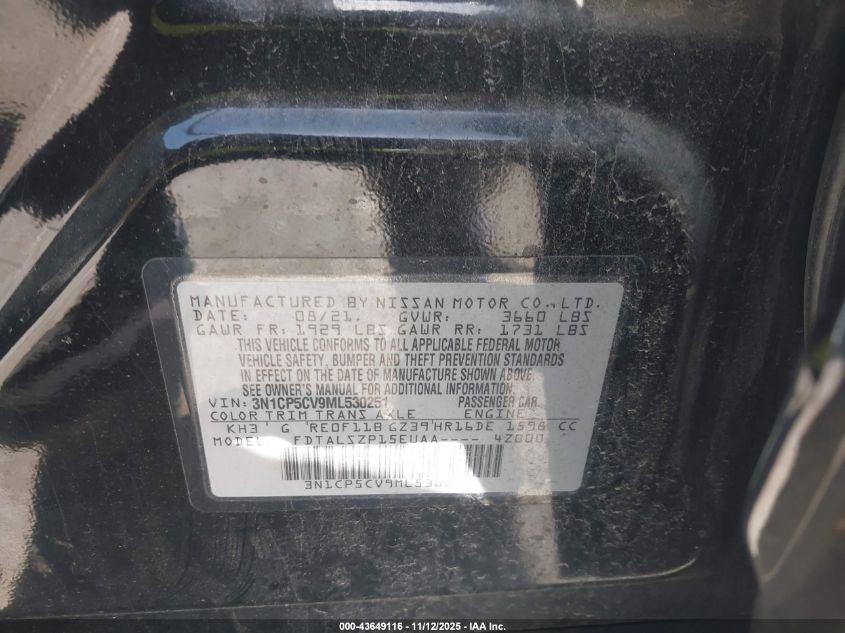 MANUFACTURED BY NISSAN MOTOR CO., LTD.
DATE: 08/21. GVWR: 3660 LBS
GAWR FR: 1929 LBS GAWR RR: 1731 LBS
THIS VEHICLE CONFORMS TO ALL APPLICABLE FEDERAL MOTOR
VEHICLE SAFETY, BUMPER AND THEFT PREVENTION STANDARDS
IN EFFECT ON THE DATE OF MANUFACTURE SHOWN ABOVE.
SEE OWNER'S MANUAL FOR ADDITIONAL INFORMATION.
VIN: 3N1CP5CV9ML530251 PASSENGER CAR
COLOR TRIM TRANS AXLE ENGINE
KH3 G RE0F11B GZ39 HR16DE 1598 CC
MODEL: FDTALSZP15EUAA---- 42000
000-43649116 - 11/12/2025 - IAA Inc.